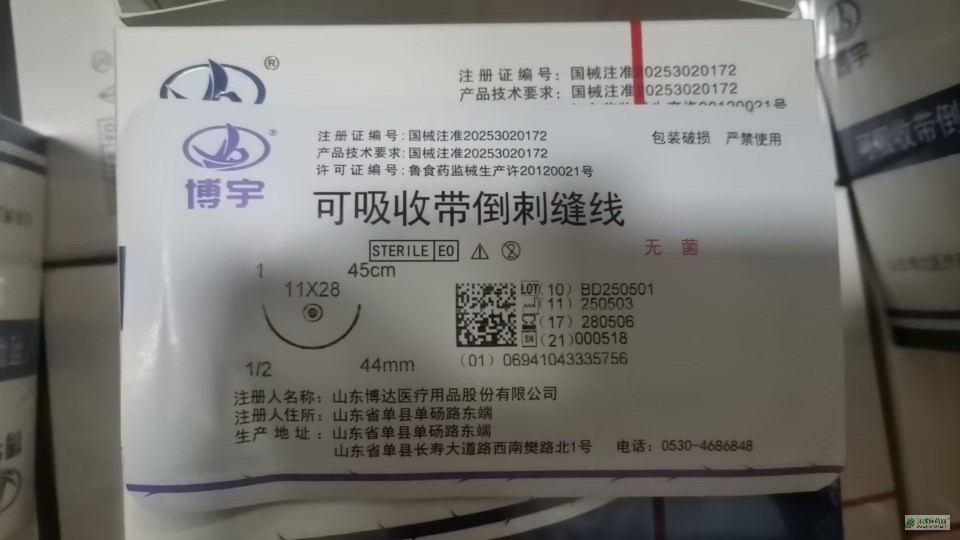 ®
注册证编号：国械注准20253020172
产品技术要求：国械注准20253020172
博宇
®
注册证编号：国械注准20253020172
产品技术要求：国械注准20253020172
许可证编号：鲁食药监械生产许20120021号
包装破损 严禁使用
可吸收带倒刺缝线
STERILE EO
无菌
1 45cm
11X28
1/2 44mm
LOT (10) BD250501
(11) 250503
(17) 280506
SN (21) 000518
(01) 06941043335756
注册人名称：山东博达医疗用品股份有限公司
注册人住所：山东省单县单砀路东端
生产地址：山东省单县单砀路东端
山东省单县长寿大道路西南樊路北1号 电话：0530-4686848
博宇
可吸收带倒